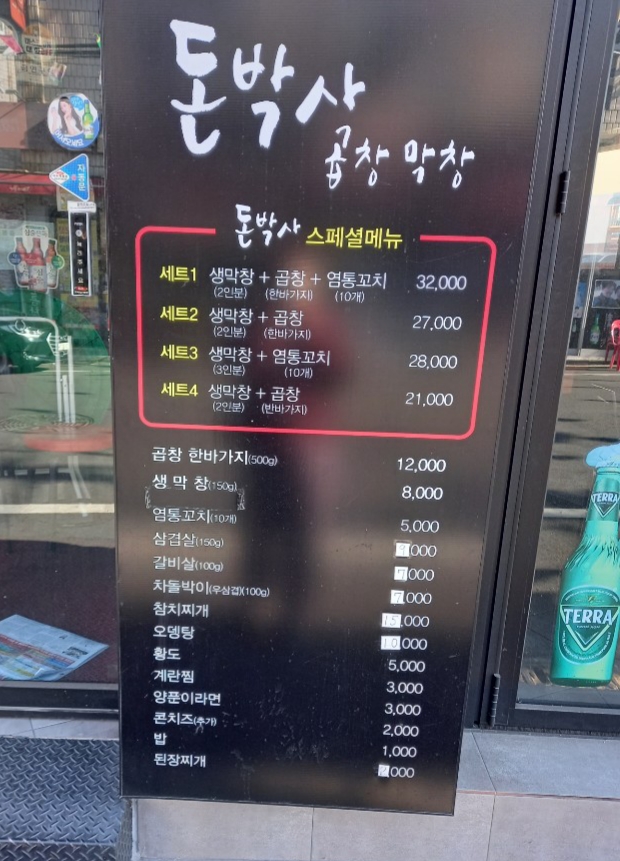 돈박사
곱창 막창
돈박사 스페셜메뉴
세트1 생막창 + 곱창 + 염통꼬치 32,000
(2인분) (한바가지) (10개)
세트2 생막창 + 곱창 27,000
(2인분) (한바가지)
세트3 생막창 + 염통꼬치 28,000
(3인분) (10개)
세트4 생막창 + 곱창 21,000
(2인분) (반바가지)
곱창 한바가지(500g) 12,000
생 막 창(150g) 8,000
염통꼬치(10개) 5,000
삼겹살(150g) 9,000
갈비살(100g) 7,000
차돌박이(우삼겹)(100g) 7,000
참치찌개 15,000
오뎅탕 10,000
황도 5,000
계란찜 3,000
양푼이라면 3,000
콘치즈(추가) 2,000
밥 1,000
된장찌개 ,000
자동문
TERRA
TERRA